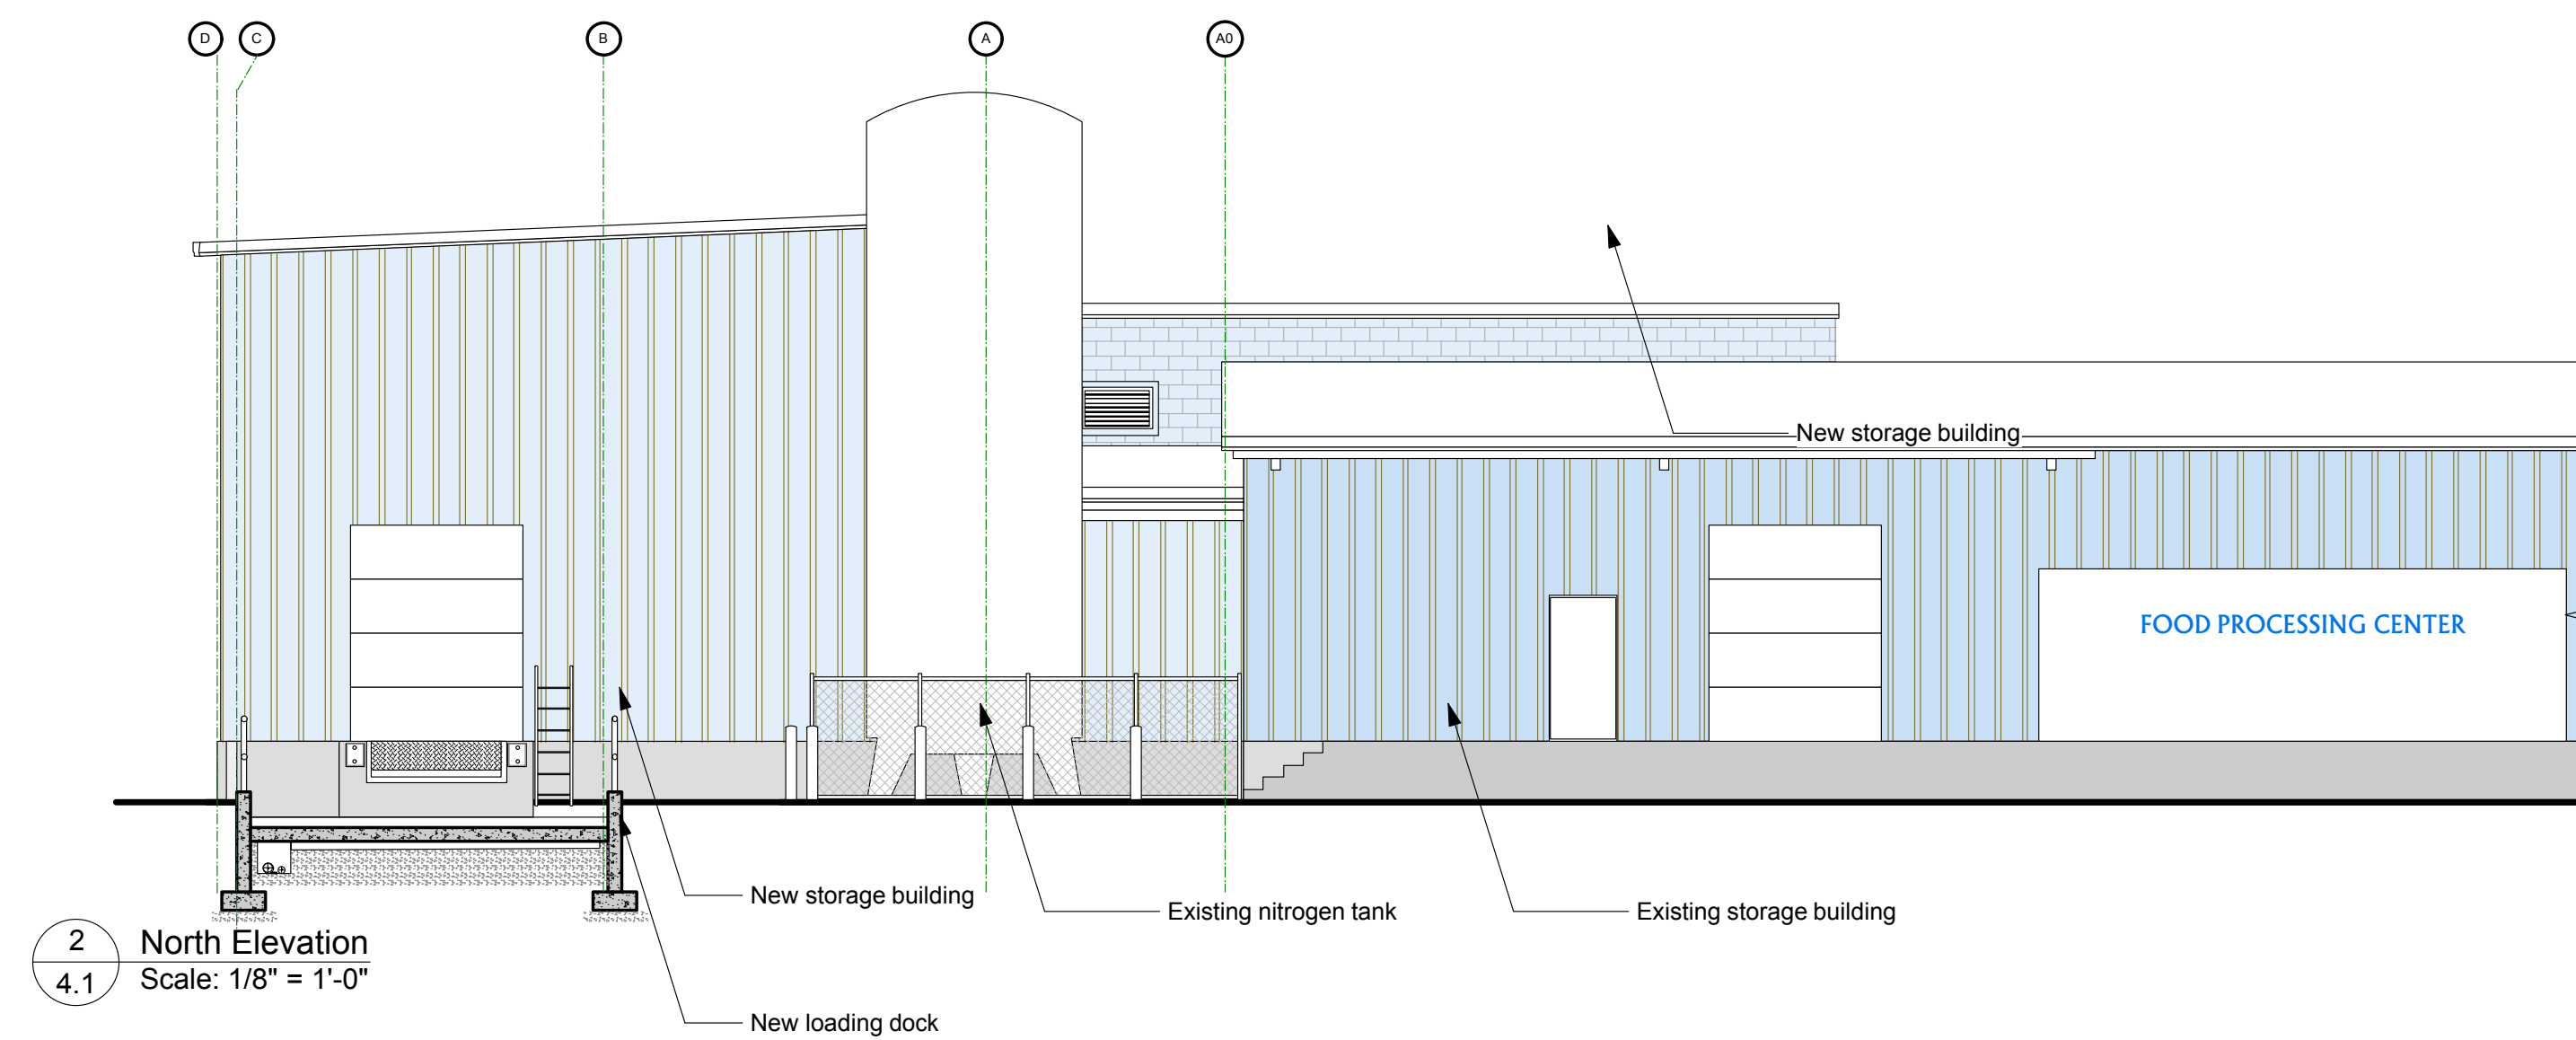 D
C
B
A
A0
New storage building
FOOD PROCESSING CENTER
New storage building
Existing nitrogen tank
Existing storage building
2
North Elevation
4.1
Scale: 1/8" = 1'-0"
New loading dock